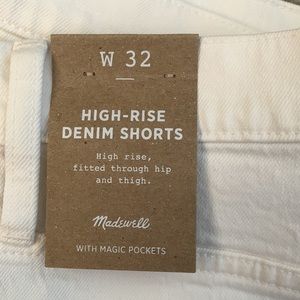 W 32
HIGH-RISE
DENIM SHORTS
High rise,
fitted through hip
and thigh.
Madewell
WITH MAGIC POCKETS